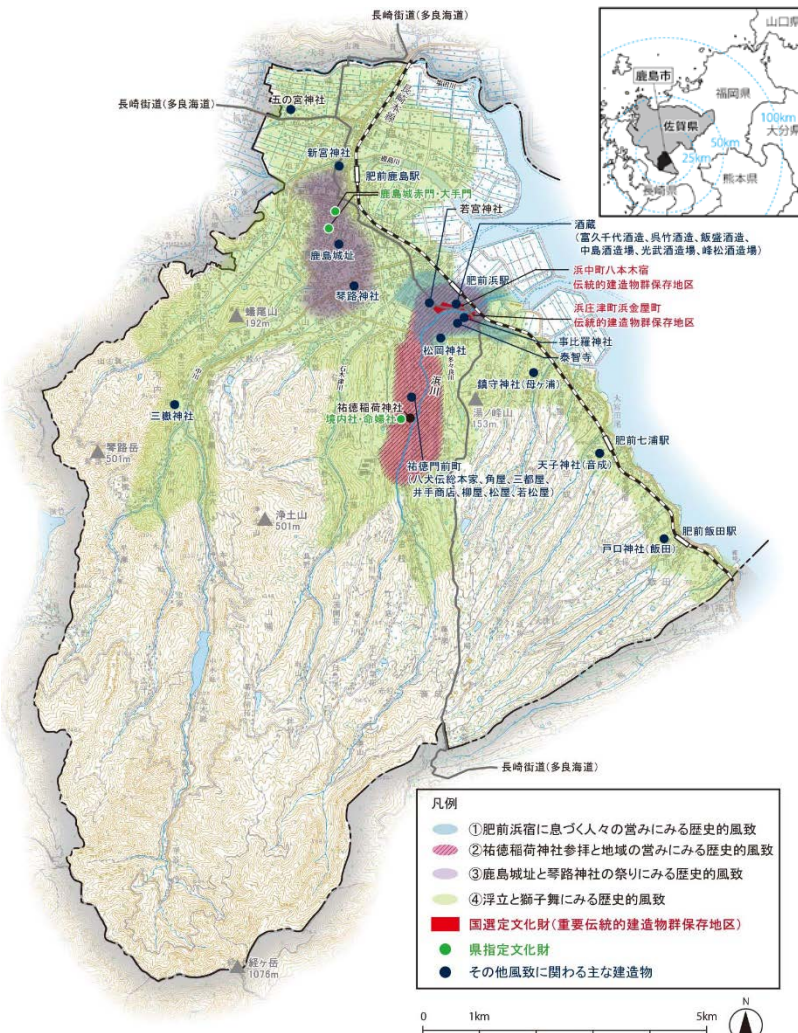 長崎街道(多良海道)
山口県
鹿島市
福岡県
佐賀県
100km
大分県
50km
25km
長崎県
熊本県
長崎街道(多良海道)
五の宮神社
新宮神社
肥前鹿島駅
鹿島城赤門・大手門
若宮神社
酒蔵
(富久千代酒造、呉竹酒造、飯盛酒造、
中島酒造場、光武酒造場、峰松酒造場)
鹿島城址
肥前浜駅
浜中町八本木宿
伝統的建造物群保存地区
琴路神社
浜庄津町浜金屋町
伝統的建造物群保存地区
蟻尾山
192m
事比羅神社
松岡神社
泰智寺
浜川
鎮守神社(母ヶ浦)
三嶽神社
祐徳稲荷神社
境内社・命婦社
湯ノ峰山
153m
琴路岳
501m
肥前七浦駅
天子神社(音成)
祐徳門前町
(八犬伝総本家、角屋、三都屋、
井手商店、柳屋、松屋、若松屋)
浄土山
501m
肥前飯田駅
戸口神社(飯田)
長崎街道(多良海道)
経ヶ岳
1076m
凡例
①肥前浜宿に息づく人々の営みにみる歴史的風致
②祐徳稲荷神社参拝と地域の営みにみる歴史的風致
③鹿島城址と琴路神社の祭りにみる歴史的風致
④浮立と獅子舞にみる歴史的風致
国選定文化財(重要伝統的建造物群保存地区)
県指定文化財
その他風致に関わる主な建造物
0 1km 5km
N